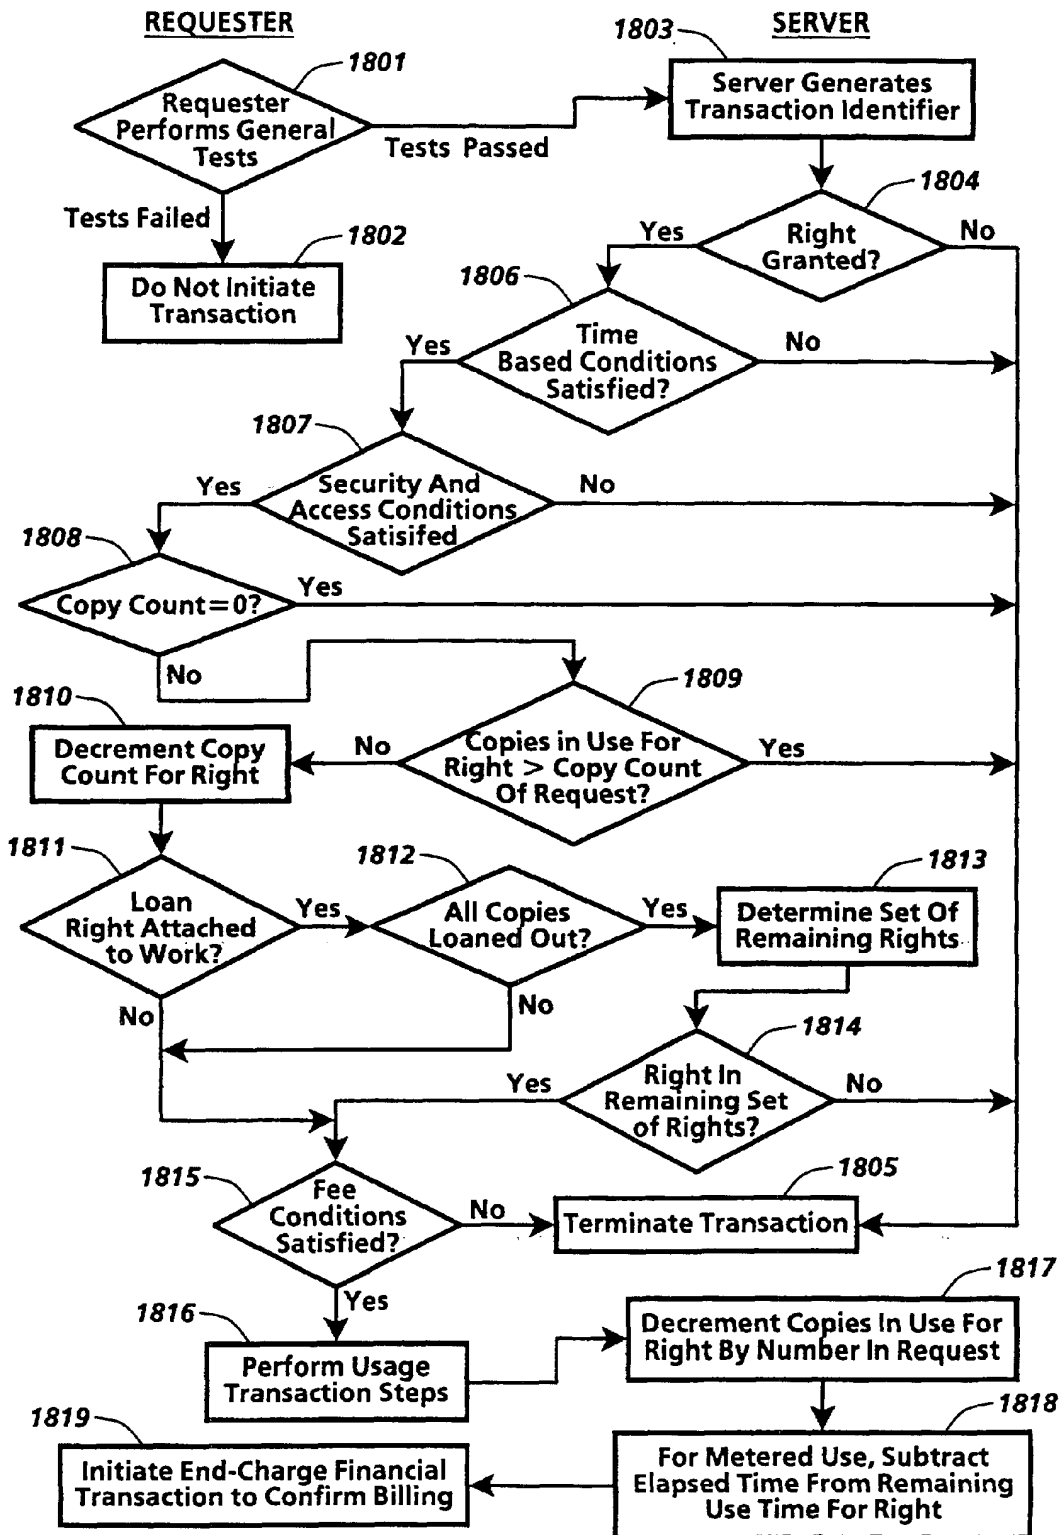 REQUESTER
SERVER
1801
1803
Requester
Performs General
Tests
Tests Passed
Server Generates
Transaction Identifier
Tests Failed
1802
Do Not Initiate
Transaction
1804
Yes
Right
Granted?
No
1806
Yes
Time
Based Conditions
Satisfied?
No
1807
Yes
Security And
Access Conditions
Satisifed
No
1808
Copy Count=0?
Yes
No
1809
1810
Decrement Copy
Count For Right
No
Copies in Use For
Right > Copy Count
Of Request?
Yes
1811
Loan
Right Attached
to Work?
Yes
No
1812
All Copies
Loaned Out?
Yes
No
1813
Determine Set Of
Remaining Rights
1814
Yes
Right In
Remaining Set
of Rights?
No
1815
Fee
Conditions
Satisfied?
No
Yes
1805
Terminate Transaction
1816
Perform Usage
Transaction Steps
1817
Decrement Copies In Use For
Right By Number In Request
1818
For Metered Use, Subtract
Elapsed Time From Remaining
Use Time For Right
1819
Initiate End-Charge Financial
Transaction to Confirm Billing